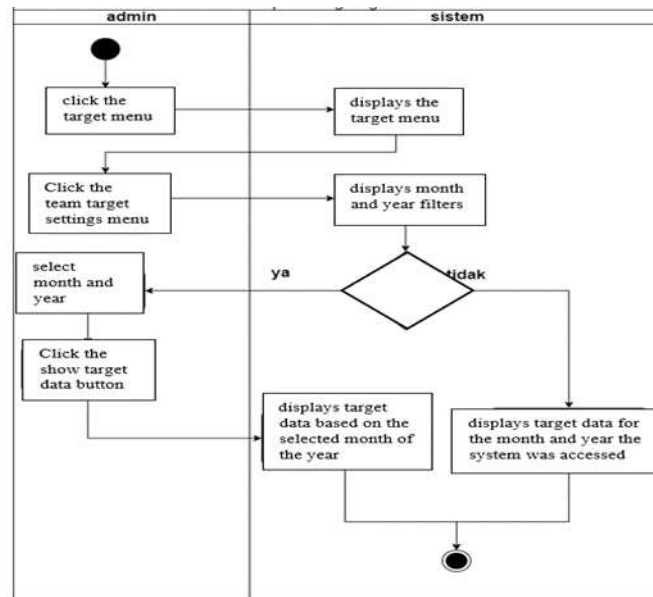 admin
sistem
click the
target menu
displays the
target menu
Click the
team target
settings menu
displays month
and year filters
ya
tidak
select
month and
year
Click the
show target
data button
displays target
data based on the
selected month of
the year
displays target data for
the month and year the
system was accessed